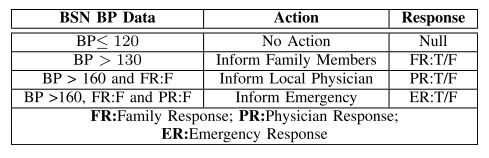 BSN BP Data Action Response
BP≤ 120 No Action Null
BP > 130 Inform Family Members FR:T/F
BP > 160 and FR:F Inform Local Physician PR:T/F
BP >160, FR:F and PR:F Inform Emergency ER:T/F
FR:Family Response; PR:Physician Response;
ER:Emergency Response